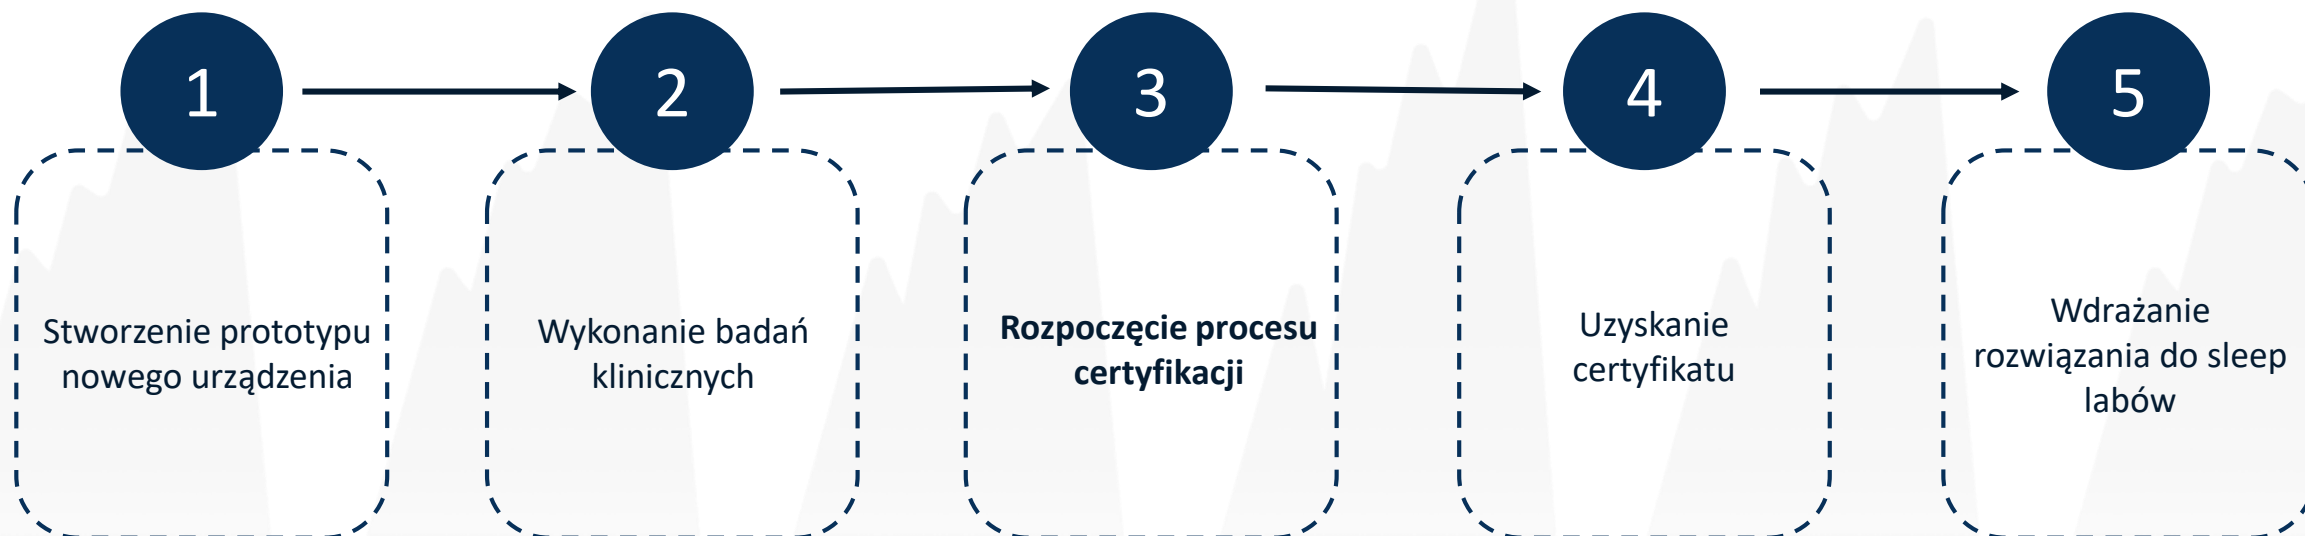 1
2
3
4
5
Stworzenie prototypu
nowego urządzenia
Wykonanie badań
klinicznych
Rozpoczęcie procesu
certyfikacji
Uzyskanie
certyfikatu
Wdrażanie
rozwiązania do sleep
labów